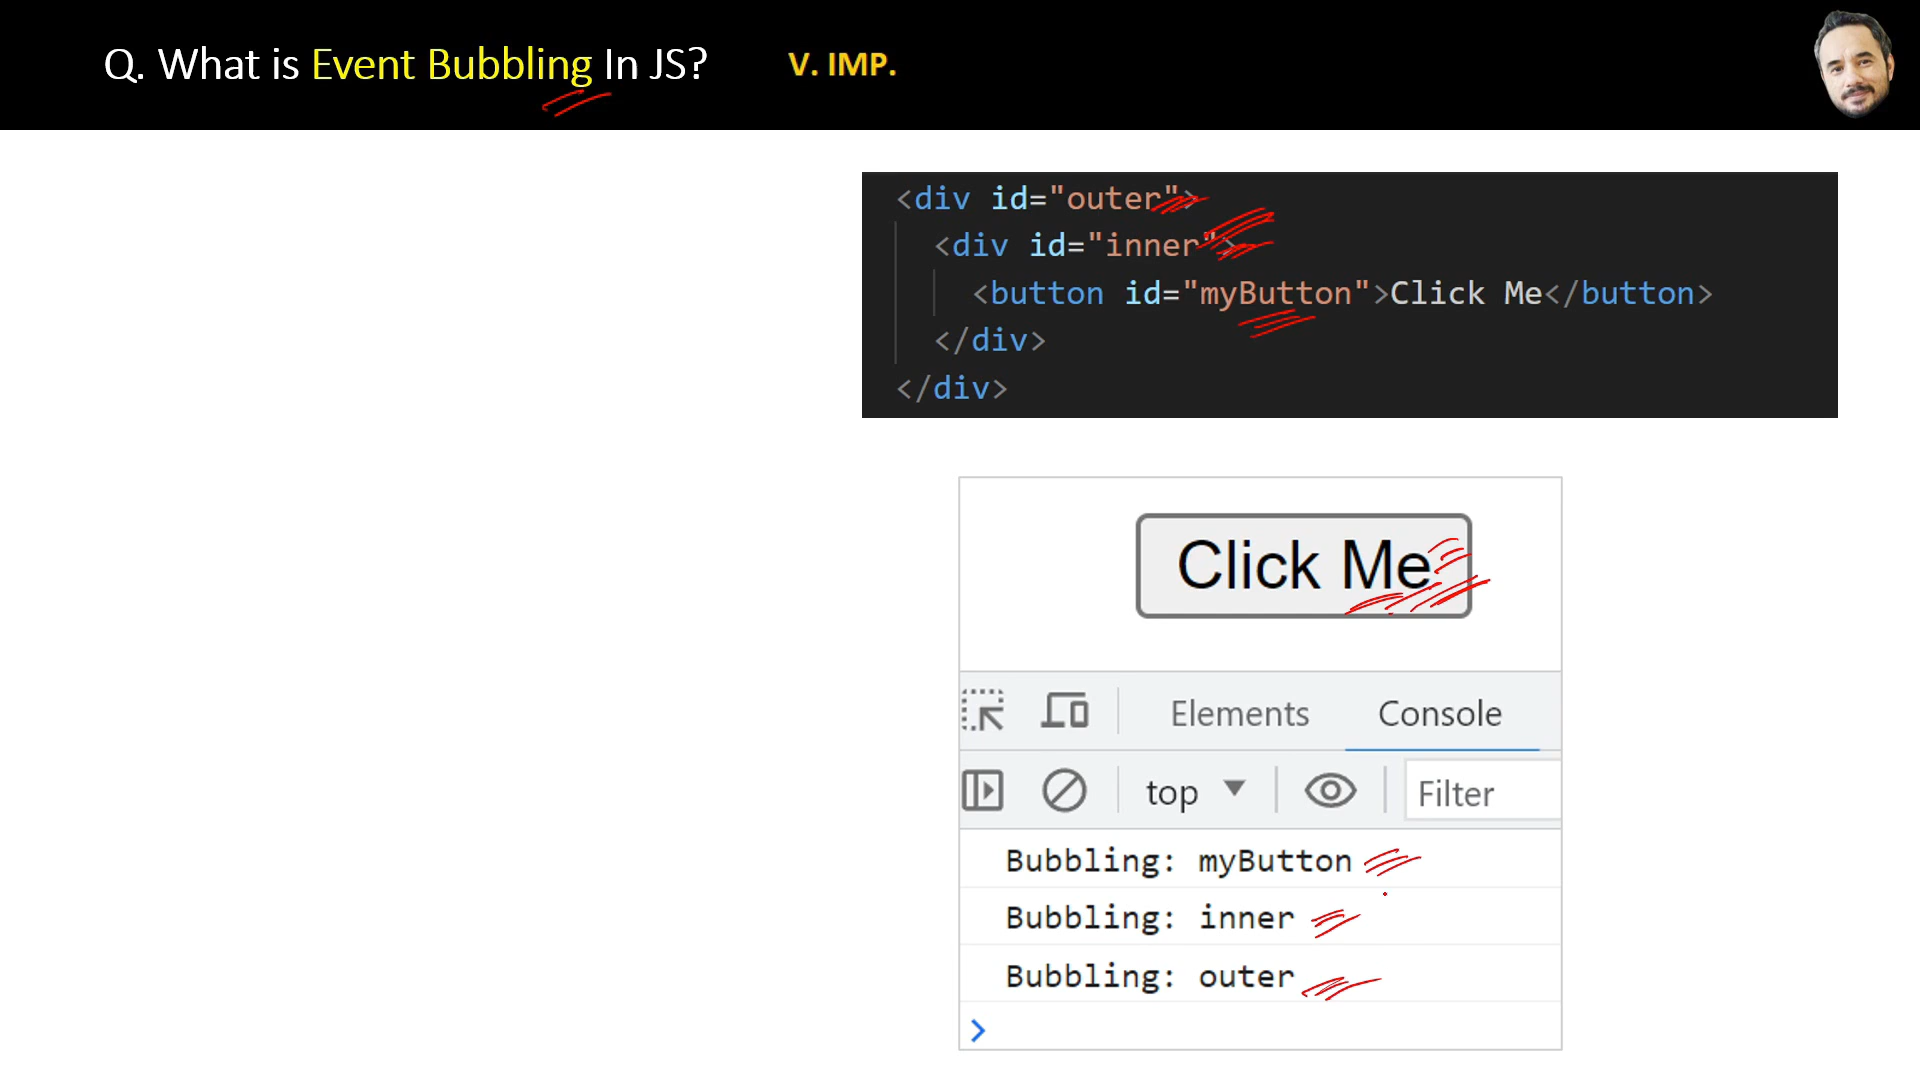 Q. What is Event Bubbling In JS?
V. IMP.
<div id="outer">
<div id="inner">
<button id="myButton">Click Me</button>
</div>
</div>
Click Me
Elements
Console
top
Filter
Bubbling: myButton
Bubbling: inner
Bubbling: outer